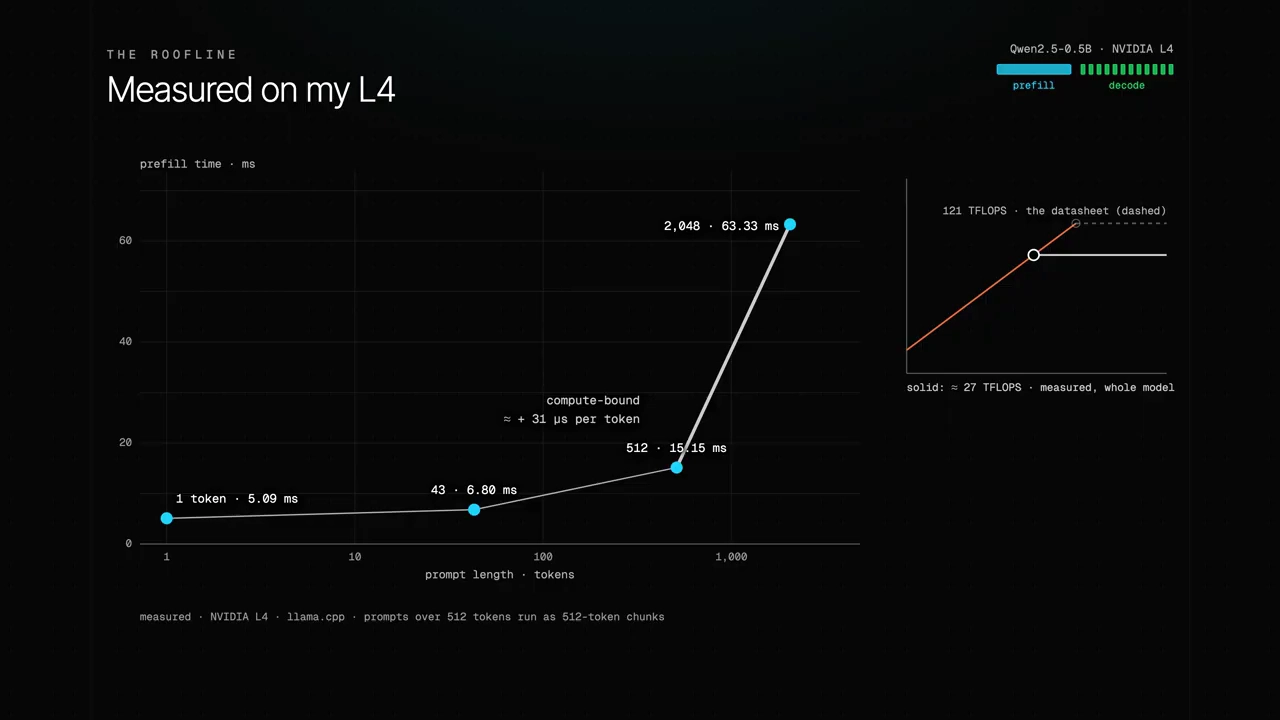 THE ROOFLINE
Measured on my L4
Qwen2.5-0.5B · NVIDIA L4
prefill
decode
prefill time · ms
60
40
20
0
2,048 · 63.33 ms
compute-bound
≈ + 31 µs per token
512 · 15.15 ms
43 · 6.80 ms
1 token · 5.09 ms
1
10
100
1,000
prompt length · tokens
measured · NVIDIA L4 · llama.cpp · prompts over 512 tokens run as 512-token chunks
121 TFLOPS · the datasheet (dashed)
solid: ≈ 27 TFLOPS · measured, whole model